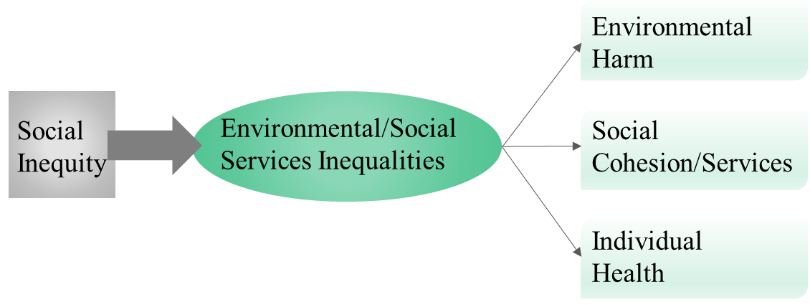 Social
Inequity
Environmental/Social
Services Inequalities
Environmental
Harm
Social
Cohesion/Services
Individual
Health